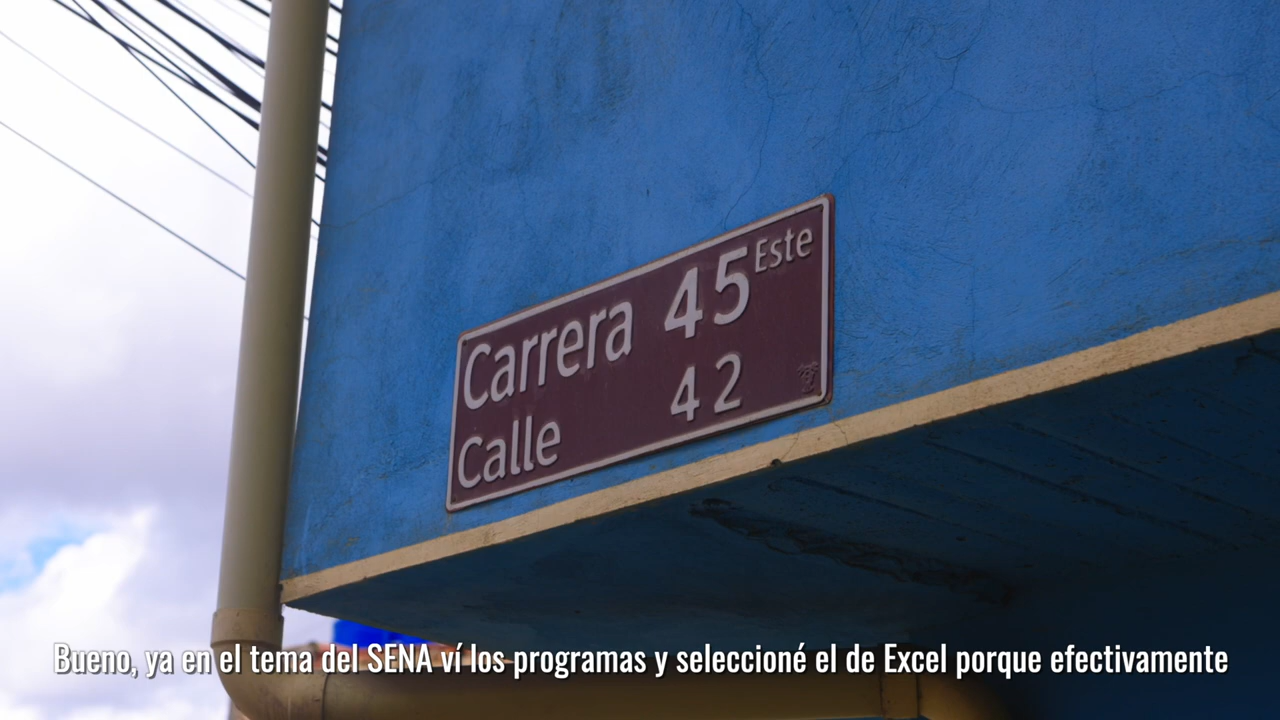 Carrera 45 Este
Calle 42
Bueno, ya en el tema del SENA ví los programas y seleccioné el de Excel porque efectivamente